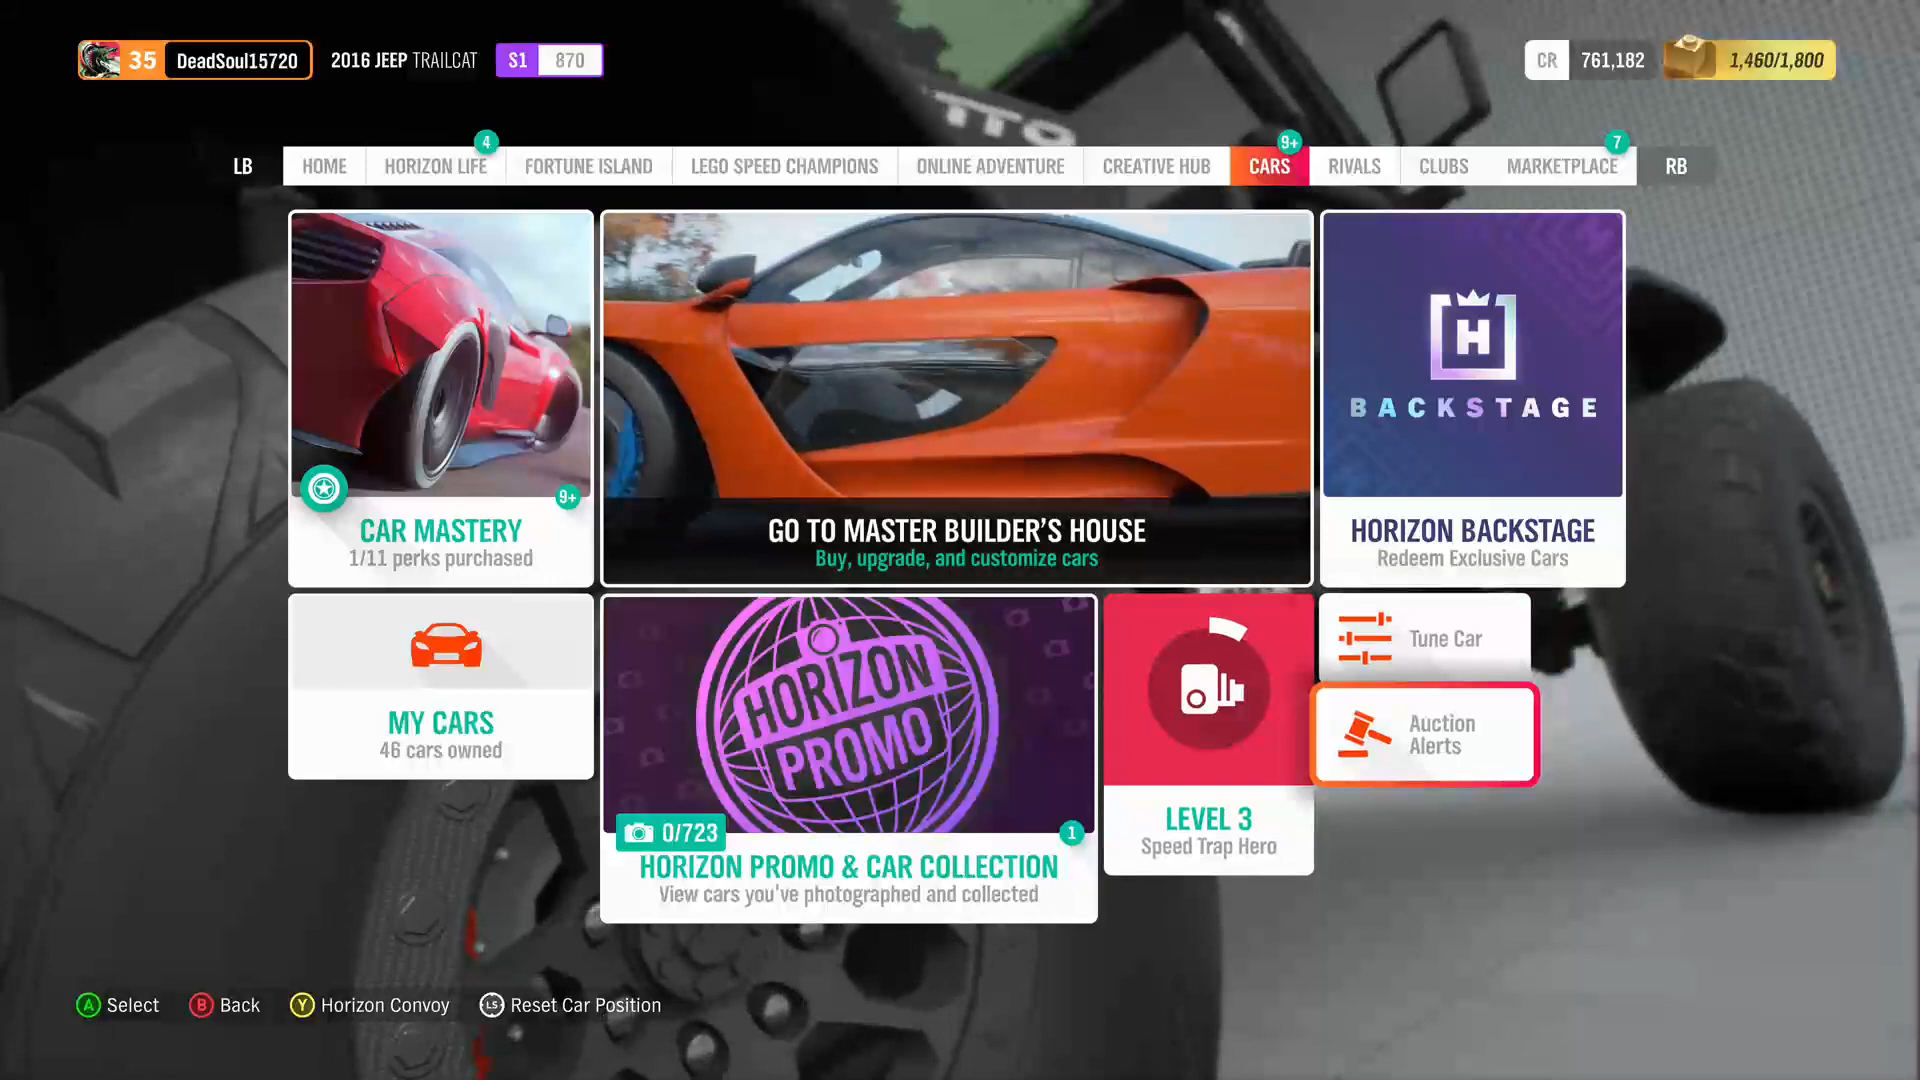 35 DeadSoul15720 2016 JEEP TRAILCAT S1 870 CR 761,182 1,460/1,800
TTO
4 9+ 7
LB HOME HORIZON LIFE FORTUNE ISLAND LEGO SPEED CHAMPIONS ONLINE ADVENTURE CREATIVE HUB CARS RIVALS CLUBS MARKETPLACE RB
9+
CAR MASTERY
1/11 perks purchased
GO TO MASTER BUILDER'S HOUSE
Buy, upgrade, and customize cars
H
BACKSTAGE
HORIZON BACKSTAGE
Redeem Exclusive Cars
MY CARS
46 cars owned
HORIZON
PROMO
0/723
1
HORIZON PROMO & CAR COLLECTION
View cars you've photographed and collected
LEVEL 3
Speed Trap Hero
Tune Car
Auction
Alerts
A Select B Back Y Horizon Convoy LS Reset Car Position